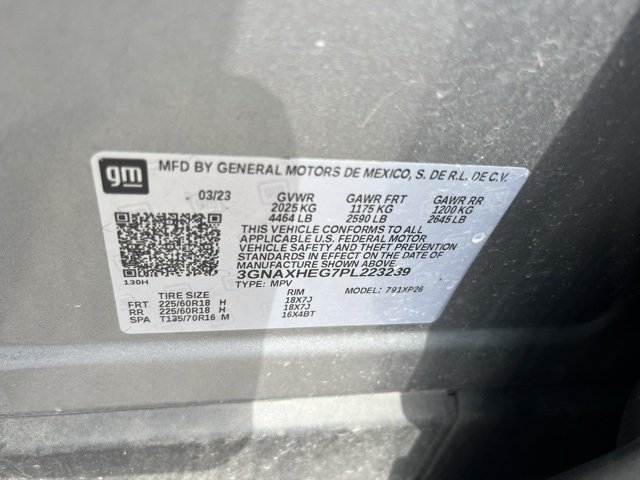 gm MFD BY GENERAL MOTORS DE MEXICO, S. DE R.L. DE C.V.
03/23 GVWR GAWR FRT GAWR RR
2025 KG 1175 KG 1200 KG
4464 LB 2590 LB 2645 LB
THIS VEHICLE CONFORMS TO ALL
APPLICABLE U.S. FEDERAL MOTOR
VEHICLE SAFETY AND THEFT PREVENTION
STANDARDS IN EFFECT ON THE DATE OF
MANUFACTURE SHOWN ABOVE.
3GNAXHEG7PL223239
130H TYPE: MPV MODEL: 791XP26
TIRE SIZE RIM
FRT 225/60R18 H 18X7J
RR 225/60R18 H 18X7J
SPA T135/70R16 M 16X4BT